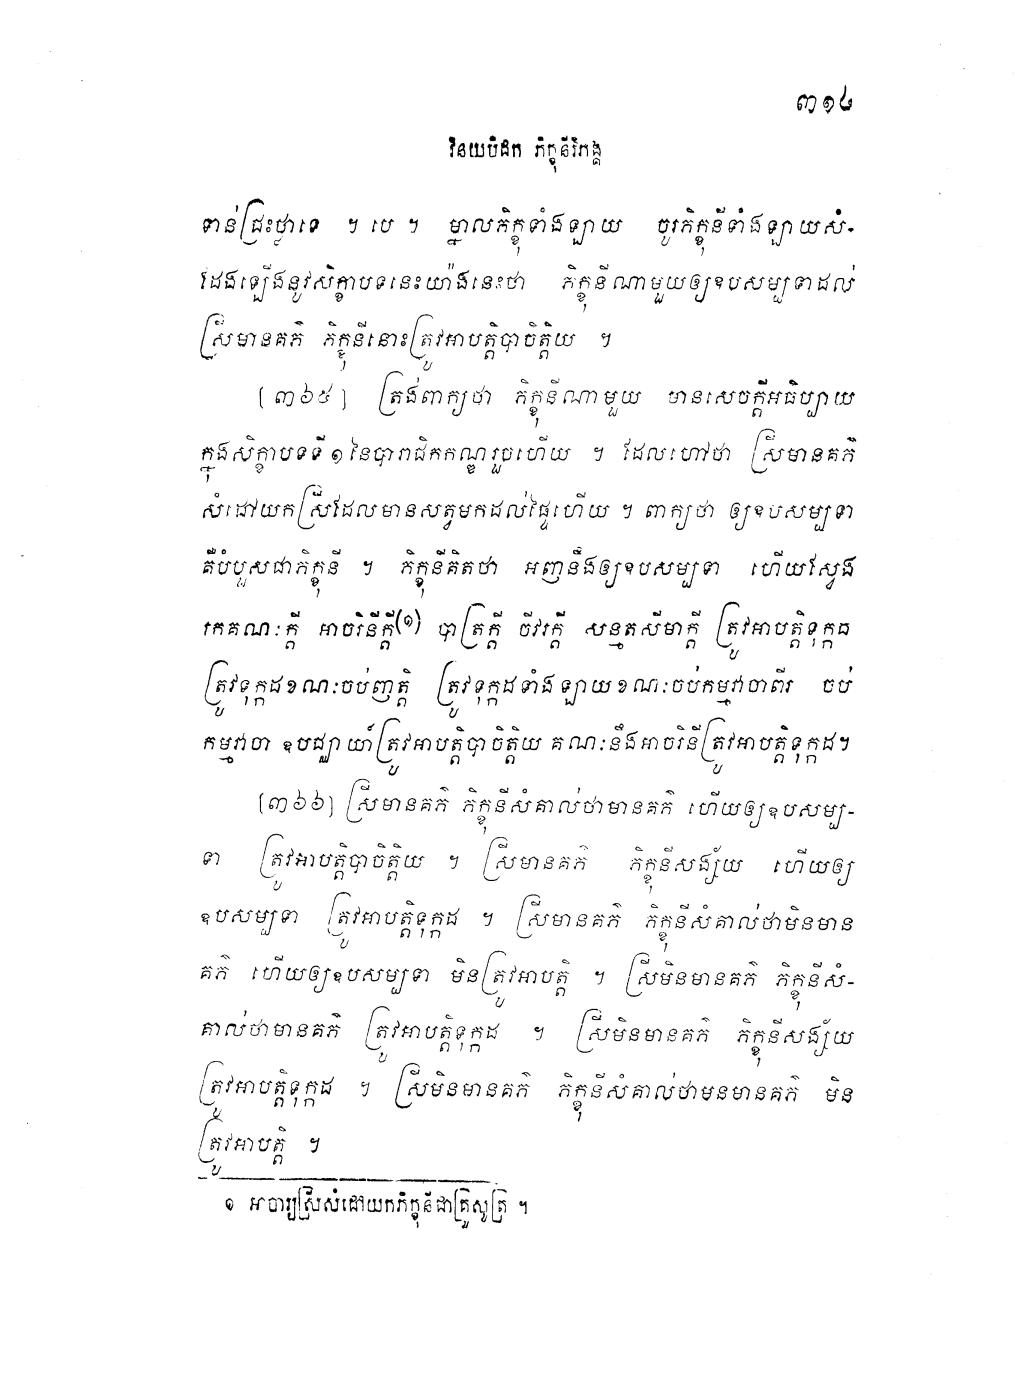 ៣១៤
វិនយបិដក ភិក្ខុនីវិភង្គ
ទាន់ជ្រះថ្លាទេ ។ បេ ។ ម្នាលភិក្ខុទាំងឡាយ ចូរភិក្ខុនីទាំងឡាយសំ-
ដែងឡើងនូវសិក្ខាបទនេះយ៉ាងនេះថា ភិក្ខុនីណាមួយឲ្យឧបសម្បទាដល់
ស្រីមានគភ៌ ភិក្ខុនីនោះត្រូវអាបត្តិបាចិត្តិយ ។
[៣៦៥] ត្រង់ពាក្យថា ភិក្ខុនីណាមួយ មានសេចក្តីអធិប្បាយ
ក្នុងសិក្ខាបទទី១នៃបារាជិកកណ្ឌរួចហើយ ។ ដែលហៅថា ស្រីមានគភ៌
សំដៅយកស្រីដែលមានសត្វមកដល់ផ្ទៃហើយ ។ ពាក្យថា ឲ្យឧបសម្បទា
គឺបំបួសជាភិក្ខុនី ។ ភិក្ខុនីគិតថា អញនឹងឲ្យឧបសម្បទា ហើយស្វែង
រកគណៈក្តី អាចរិនីក្តី(១) បាត្រក្តី ចីវរក្តី សន្មតសីមាក្តី ត្រូវអាបត្តិទុក្កដ
ត្រូវទុក្កដខណៈចប់ញត្តិ ត្រូវទុក្កដទាំងឡាយខណៈចប់កម្មវាចាពីរ ចប់
កម្មវាចា ឧបជ្ឈាយ៍ត្រូវអាបត្តិបាចិត្តិយ គណៈនឹងអាចរិនីត្រូវអាបត្តិទុក្កដ។
[៣៦៦] ស្រីមានគភ៌ ភិក្ខុនីសំគាល់ថាមានគភ៌ ហើយឲ្យឧបសម្ប-
ទា ត្រូវអាបត្តិបាចិត្តិយ ។ ស្រីមានគភ៌ ភិក្ខុនីសង្ស័យ ហើយឲ្យ
ឧបសម្បទា ត្រូវអាបត្តិទុក្កដ ។ ស្រីមានគភ៌ ភិក្ខុនីសំគាល់ថាមិនមាន
គភ៌ ហើយឲ្យឧបសម្បទា មិនត្រូវអាបត្តិ ។ ស្រីមិនមានគភ៌ ភិក្ខុនីសំ-
គាល់ថាមានគភ៌ ត្រូវអាបត្តិទុក្កដ ។ ស្រីមិនមានគភ៌ ភិក្ខុនីសង្ស័យ
ត្រូវអាបត្តិទុក្កដ ។ ស្រីមិនមានគភ៌ ភិក្ខុនីសំគាល់ថាមនមានគភ៌ មិន
ត្រូវអាបត្តិ ។
១ អាចារ្យស្រីសំដៅយកភិក្ខុនីជាគ្រូសូត្រ ។